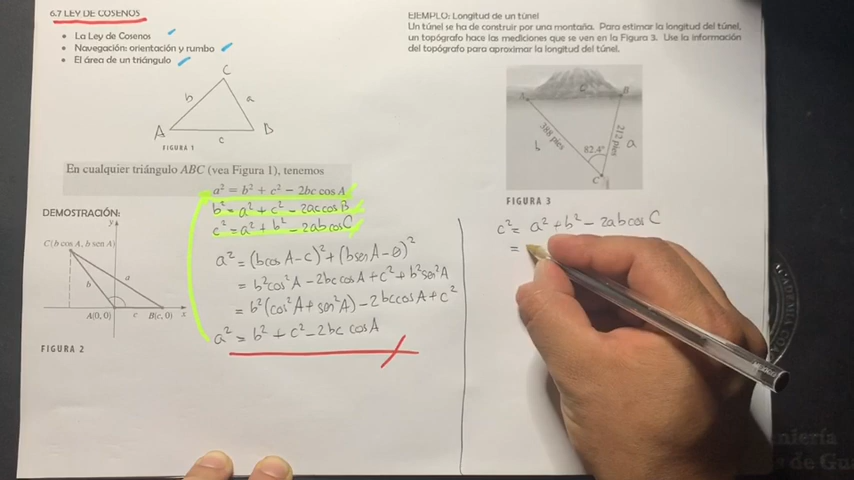 6.7 LEY DE COSENOS
La Ley de Cosenos
Navegación: orientación y rumbo
El área de un triángulo
C
b
a
A
B
c
FIGURA 1
En cualquier triángulo ABC (vea Figura 1), tenemos
a² = b² + c² − 2bc cos A
b² = a² + c² − 2ac cos B
c² = a² + b² − 2ab cos C
DEMOSTRACIÓN:
y
C(b cos A, b sen A)
b
a
A(0, 0)
c
B(c, 0)
x
FIGURA 2
a² = (b cos A − c)² + (b sen A − 0)²
= b² cos² A − 2bc cos A + c² + b² sen² A
= b² (cos² A + sen² A) − 2bc cos A + c²
a² = b² + c² − 2bc cos A
EJEMPLO: Longitud de un túnel
Un túnel se ha de construir por una montaña. Para estimar la longitud del túnel,
un topógrafo hace las mediciones que se ven en la Figura 3. Use la información
del topógrafo para aproximar la longitud del túnel.
A
C
B
388 pies
212 pies
b
82.4°
a
C
FIGURA 3
c² = a² + b² − 2ab cos C
=